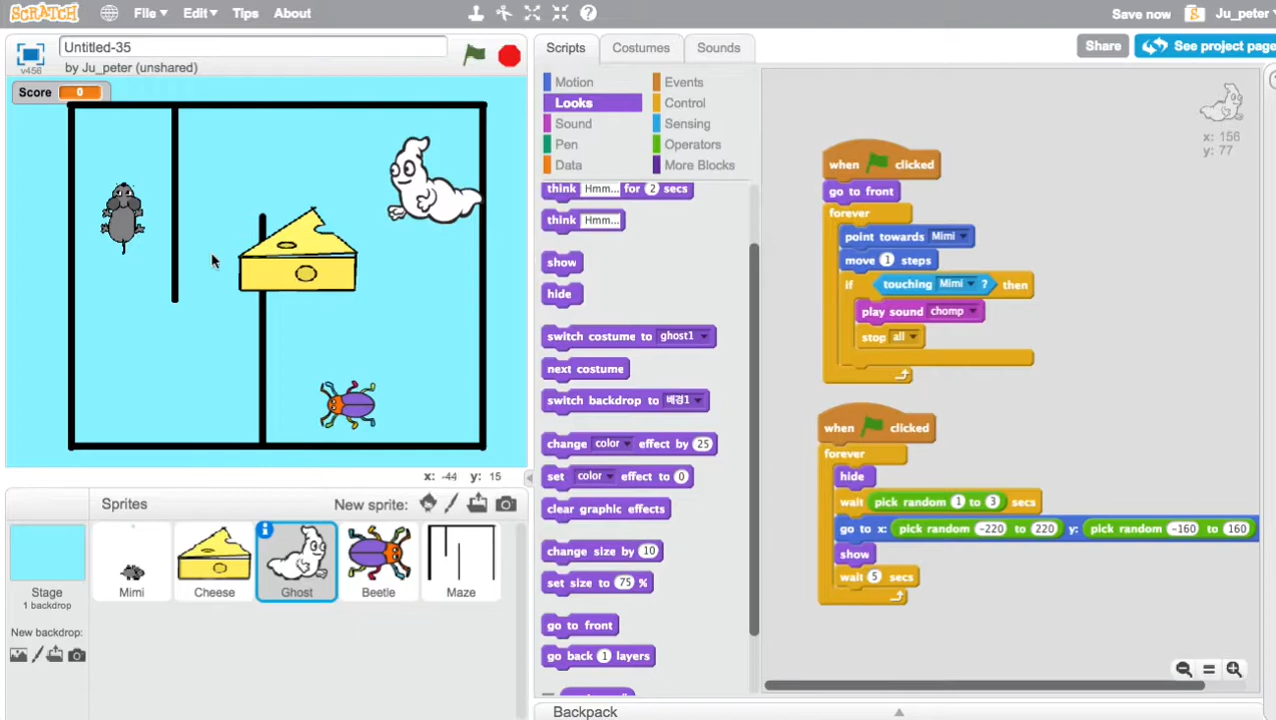 SCRATCH File Edit Tips About Save now Ju_peter
Untitled-35
by Ju_peter (unshared)
v456
Scripts Costumes Sounds Share See project page
Score 0
Motion Events
Looks Control
Sound Sensing
Pen Operators
Data More Blocks
think Hmm... for 2 secs
think Hmm...
show
hide
switch costume to ghost1
next costume
switch backdrop to 배경1
change color effect by 25
set color effect to 0
clear graphic effects
change size by 10
set size to 75 %
go to front
go back 1 layers
x: 156
y: 77
when clicked
go to front
forever
point towards Mimi
move 1 steps
if touching Mimi ? then
play sound chomp
stop all
when clicked
forever
hide
wait pick random 1 to 3 secs
go to x: pick random -220 to 220 y: pick random -160 to 160
show
wait 5 secs
x: -44 y: 15
Sprites New sprite:
Stage
1 backdrop
New backdrop:
Mimi Cheese Ghost Beetle Maze
Backpack